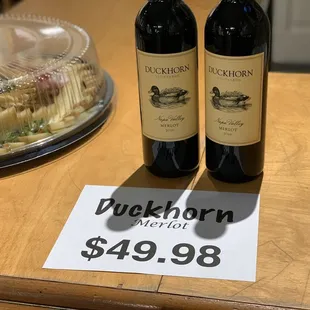 DUCKHORN
Napa Valley
MERLOT
DUCKHORN
Napa Valley
MERLOT
Duckhorn
Merlot
$49.98